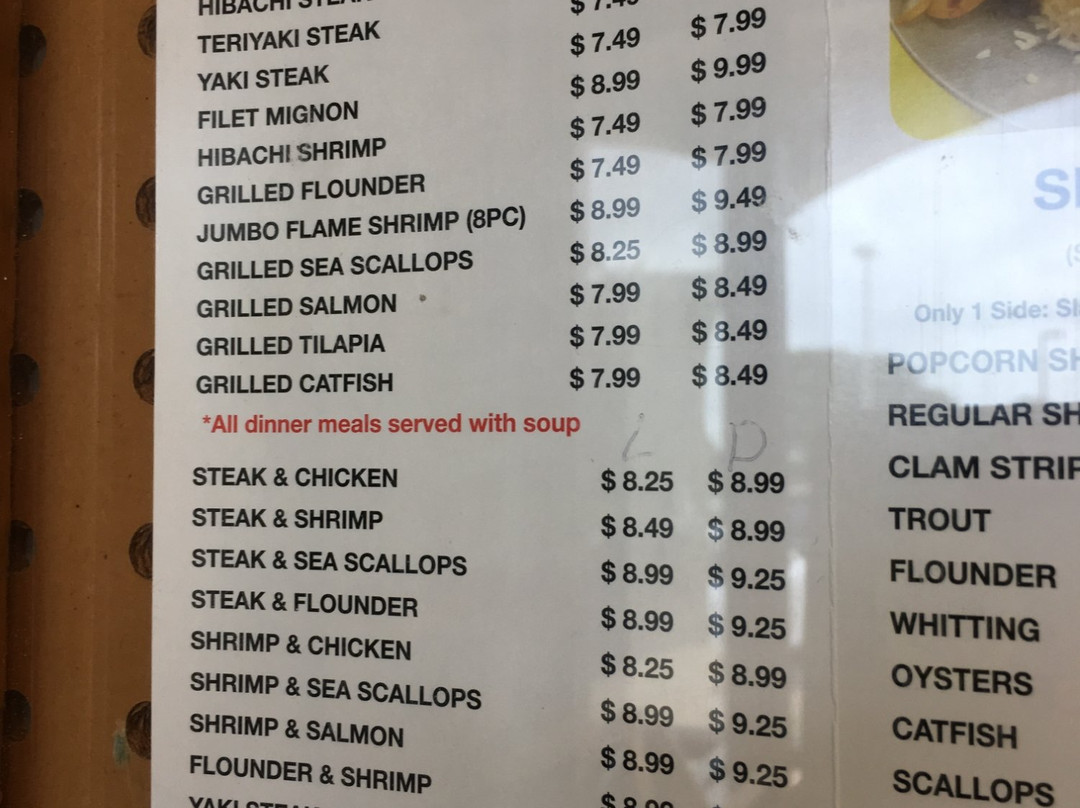 HIBACHI
TERIYAKI STEAK
YAKI STEAK $ 7.49 $ 7.99
FILET MIGNON $ 8.99 $ 9.99
HIBACHI SHRIMP $ 7.49 $ 7.99
GRILLED FLOUNDER $ 7.49 $ 7.99
JUMBO FLAME SHRIMP (8PC) $ 8.99 $ 9.49
GRILLED SEA SCALLOPS $ 8.25 $ 8.99
GRILLED SALMON $ 7.99 $ 8.49
GRILLED TILAPIA $ 7.99 $ 8.49
GRILLED CATFISH $ 7.99 $ 8.49
*All dinner meals served with soup
L D
STEAK & CHICKEN $ 8.25 $ 8.99
STEAK & SHRIMP $ 8.49 $ 8.99
STEAK & SEA SCALLOPS $ 8.99 $ 9.25
STEAK & FLOUNDER $ 8.99 $ 9.25
SHRIMP & CHICKEN $ 8.25 $ 8.99
SHRIMP & SEA SCALLOPS $ 8.99 $ 9.25
SHRIMP & SALMON $ 8.99 $ 9.25
FLOUNDER & SHRIMP
YAKI
Only 1 Side:
POPCORN
REGULAR
CLAM
TROUT
FLOUNDER
WHITTING
OYSTERS
CATFISH
SCALLOPS